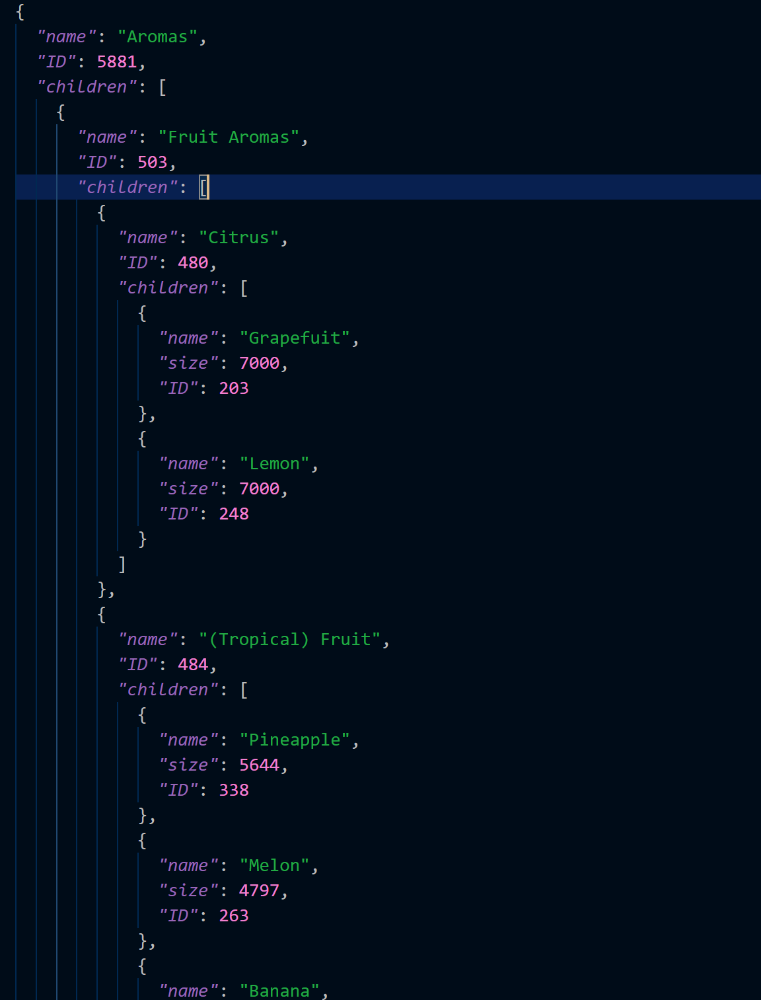 {
  "name": "Aromas",
  "ID": 5881,
  "children": [
    {
      "name": "Fruit Aromas",
      "ID": 503,
      "children": [
        {
          "name": "Citrus",
          "ID": 480,
          "children": [
            {
              "name": "Grapefuit",
              "size": 7000,
              "ID": 203
            },
            {
              "name": "Lemon",
              "size": 7000,
              "ID": 248
            }
          ]
        },
        {
          "name": "(Tropical) Fruit",
          "ID": 484,
          "children": [
            {
              "name": "Pineapple",
              "size": 5644,
              "ID": 338
            },
            {
              "name": "Melon",
              "size": 4797,
              "ID": 263
            },
            {
              "name": "Banana",